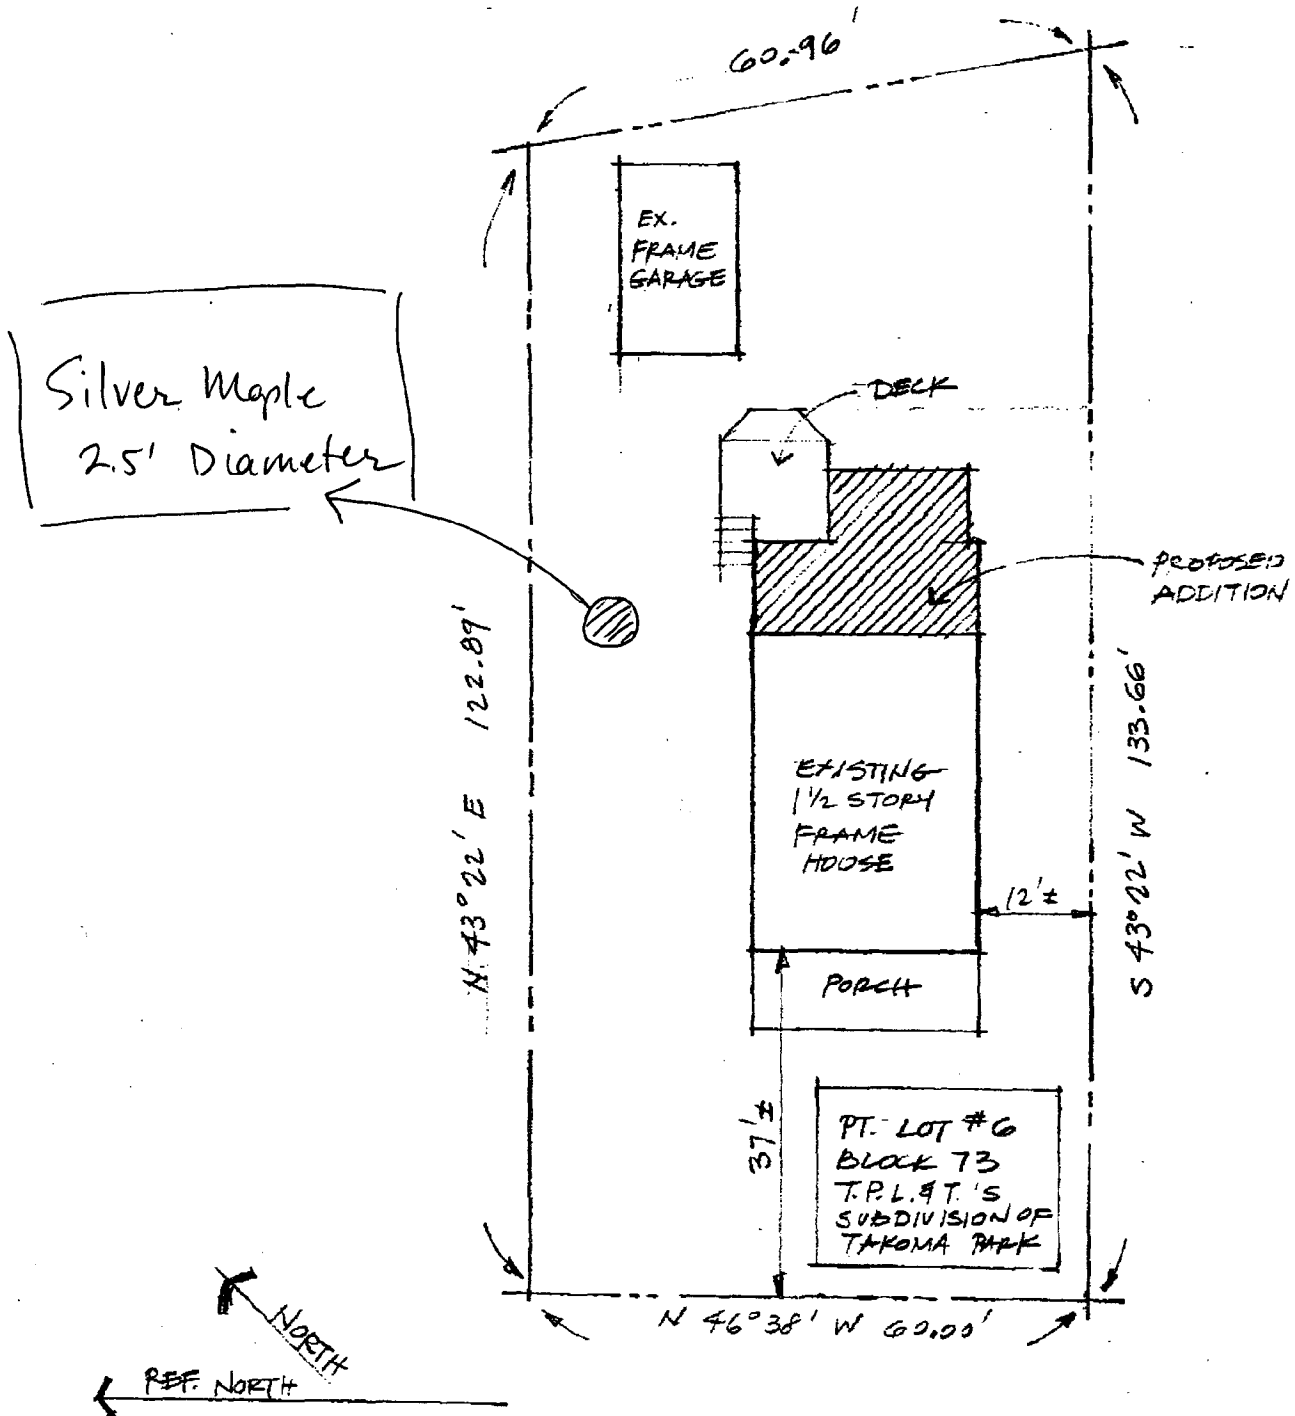 60.96'
EX.
FRAME
GARAGE
Silver Maple
2.5' Diameter
DECK
PROPOSED
ADDITION
N 43° 22' E 122.89'
S 43° 22' W 133.66'
EXISTING
1 1/2 STORY
FRAME
HOUSE
12' ±
PORCH
37' ±
PT. LOT #6
BLOCK 73
T.P.L. & T.'S
SUBDIVISION OF
TAKOMA PARK
N 46° 38' W 60.00'
NORTH
REF. NORTH